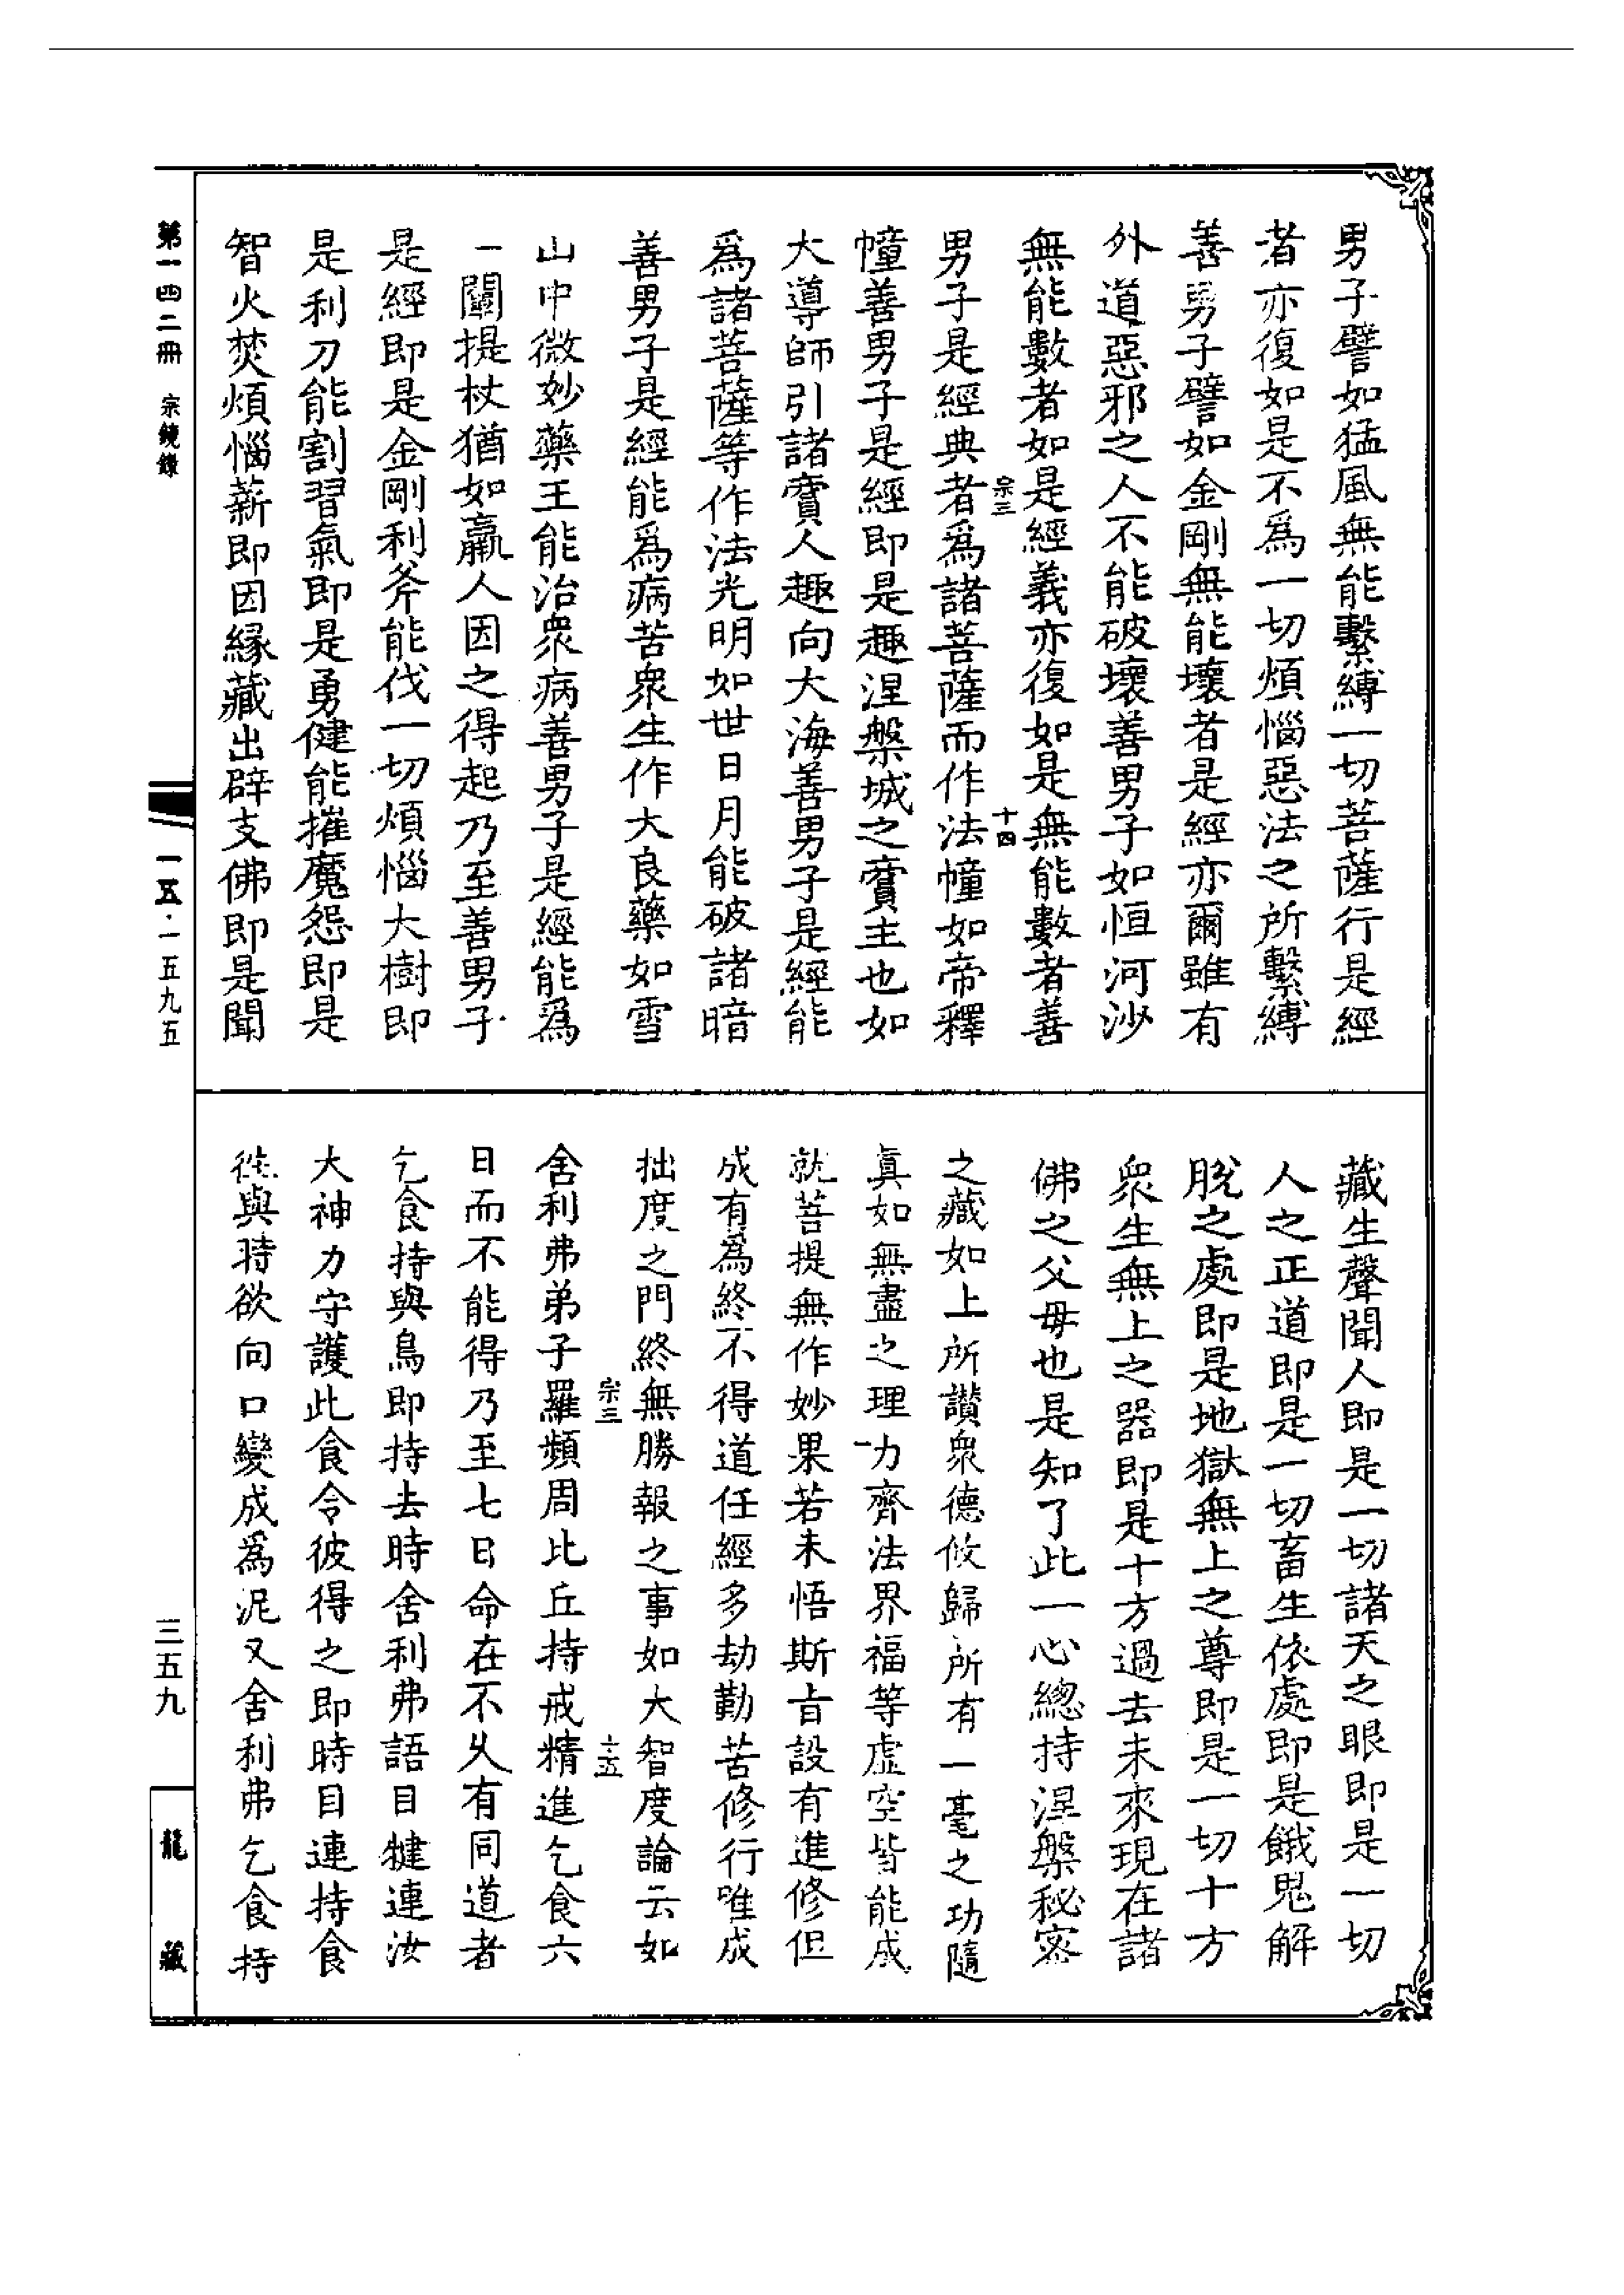 男子譬如猛風無能繫縛一切菩薩行是經
者亦復如是不為一切煩惱惡法之所繫縛
善男子譬如金剛無能壞者是經亦爾雖有
外道惡邪之人不能破壞善男子如恒河沙
無能數者如是經義亦復如是無能數者善
宗三 十四
男子是經典者爲諸菩薩而作法幢如帝釋
幢善男子是經即是趣涅槃城之賓主也如
大導師引諸賓人趣向大海善男子是經能
爲諸菩薩等作法光明如世日月能破諸暗
善男子是經能爲病苦衆生作大良藥如雪
山中微妙藥王能治衆病善男子是經能爲
一闡提杖猶如羸人因之得起乃至善男子
是經即是金剛利斧能伐一切煩惱大樹即
是利刀能割習氣即是勇健能摧魔怨即是
智火焚煩惱薪即因緣藏出辟支佛即是聞
藏生聲聞人即是一切諸天之眼即是一切
人之正道即是一切畜生依處即是餓鬼解
脫之處即是地獄無上之尊即是一切十方
衆生無上之器即是十方過去未來現在諸
佛之父母也是知了此一心總持涅槃秘密
之藏如上所讃衆德攸歸所有一毫之功隨
眞如無盡之理一力齊法界福等虛空皆能成
就菩提無作妙果若未悟斯旨設有進修但
成有爲終不得道任經多劫勤苦修行唯成
拙度之門終無勝報之事如大智度論云如
宗三 十五
舍利弗弟子羅頻周比丘持戒精進乞食六
日而不能得乃至七日命在不久有同道者
乞食持與鳥即持去時舍利弗語目犍連汝
大神力守護此食令彼得之即時目連持食
徃與時欲向口變成爲泥又舍利弗乞食持
第一四二冊 宗鏡錄
一五·一五九五
三五九
龍藏